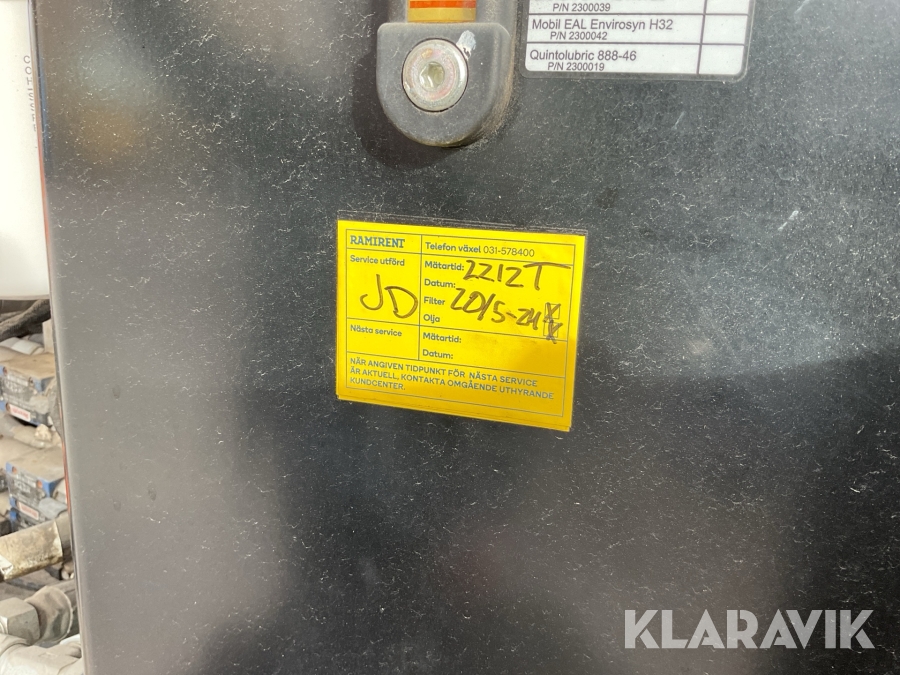 P/N 2300039
Mobil EAL Envirosyn H32
P/N 2300042
Quintolubric 888-46
P/N 2300019
RAMIRENT
Telefon växel 031-578400
Service utförd
JD
Mätartid: 2212T
Datum: 20/5-24
Filter X
Olja X
Nästa service
Mätartid:
Datum:
NÄR ANGIVEN TIDPUNKT FÖR NÄSTA SERVICE
ÄR AKTUELL, KONTAKTA OMGÅENDE UTHYRANDE
KUNDCENTER.
KLARAVIK